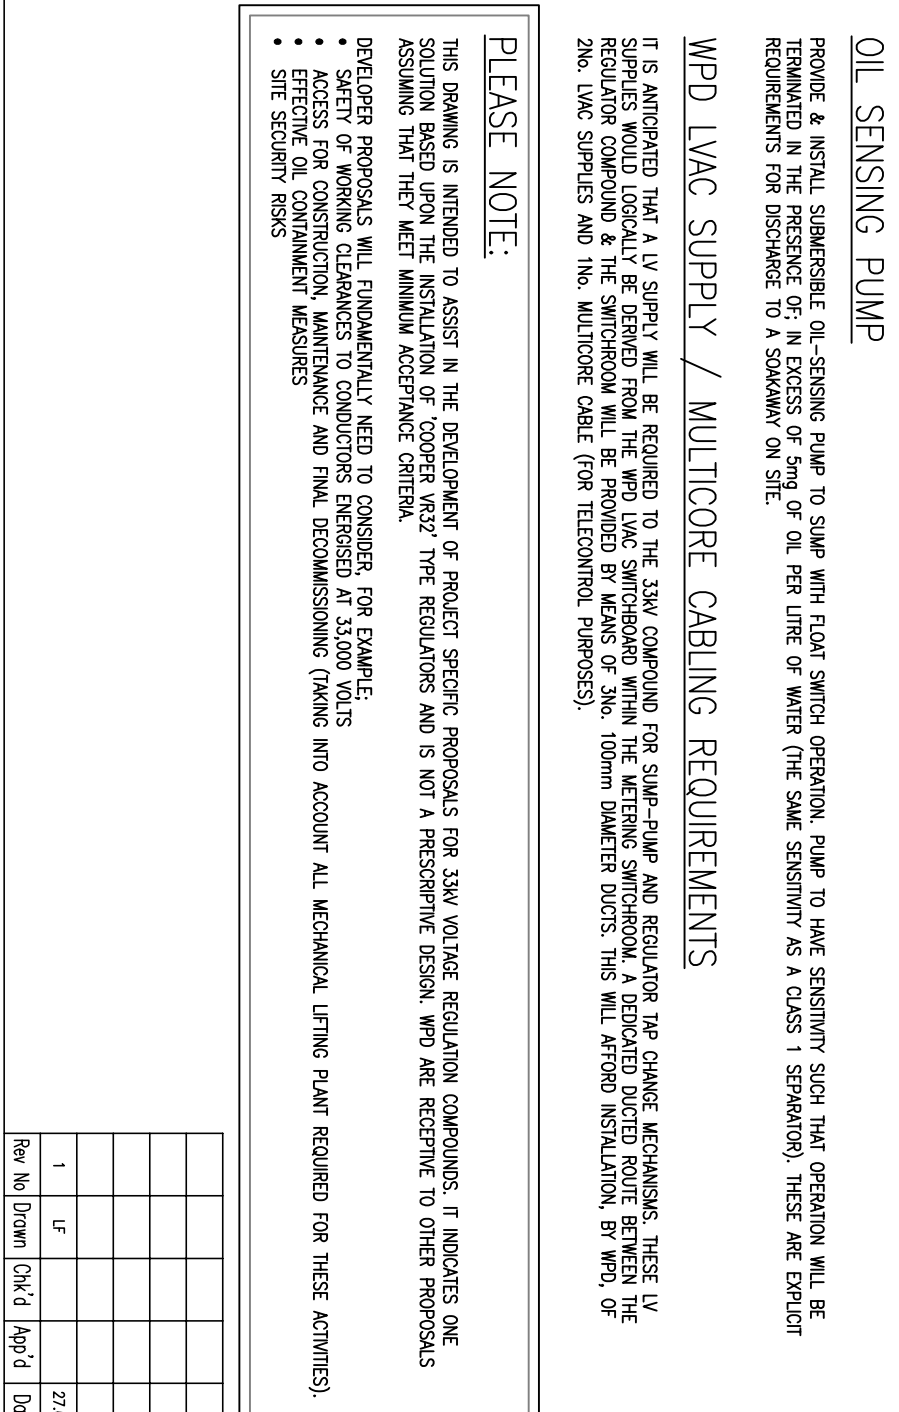 OIL SENSING PUMP
PROVIDE & INSTALL SUBMERSIBLE OIL-SENSING PUMP TO SUMP WITH FLOAT SWITCH OPERATION. PUMP TO HAVE SENSITIVITY SUCH THAT OPERATION WILL BE
TERMINATED IN THE PRESENCE OF; IN EXCESS OF 5mg OF OIL PER LITRE OF WATER (THE SAME SENSITIVITY AS A CLASS 1 SEPARATOR). THESE ARE EXPLICIT
REQUIREMENTS FOR DISCHARGE TO A SOAKAWAY ON SITE.
WPD LVAC SUPPLY / MULTICORE CABLING REQUIREMENTS
IT IS ANTICIPATED THAT A LV SUPPLY WILL BE REQUIRED TO THE 33kV COMPOUND FOR SUMP-PUMP AND REGULATOR TAP CHANGE MECHANISMS. THESE LV
SUPPLIES WOULD LOGICALLY BE DERIVED FROM THE WPD LVAC SWITCHBOARD WITHIN THE METERING SWITCHROOM. A DEDICATED DUCTED ROUTE BETWEEN THE
REGULATOR COMPOUND & THE SWITCHROOM WILL BE PROVIDED BY MEANS OF 3No. 100mm DIAMETER DUCTS. THIS WILL AFFORD INSTALLATION, BY WPD, OF
2No. LVAC SUPPLIES AND 1No. MULTICORE CABLE (FOR TELECONTROL PURPOSES).
PLEASE NOTE:
THIS DRAWING IS INTENDED TO ASSIST IN THE DEVELOPMENT OF PROJECT SPECIFIC PROPOSALS FOR 33kV VOLTAGE REGULATION COMPOUNDS. IT INDICATES ONE
SOLUTION BASED UPON THE INSTALLATION OF 'COOPER VR32' TYPE REGULATORS AND IS NOT A PRESCRIPTIVE DESIGN. WPD ARE RECEPTIVE TO OTHER PROPOSALS
ASSUMING THAT THEY MEET MINIMUM ACCEPTANCE CRITERIA.
DEVELOPER PROPOSALS WILL FUNDAMENTALLY NEED TO CONSIDER, FOR EXAMPLE;
• SAFETY OF WORKING CLEARANCES TO CONDUCTORS ENERGISED AT 33,000 VOLTS
• ACCESS FOR CONSTRUCTION, MAINTENANCE AND FINAL DECOMMISSIONING (TAKING INTO ACCOUNT ALL MECHANICAL LIFTING PLANT REQUIRED FOR THESE ACTIVITIES).
• EFFECTIVE OIL CONTAINMENT MEASURES
• SITE SECURITY RISKS
1 LF 27.
Rev No Drawn Chk'd App'd